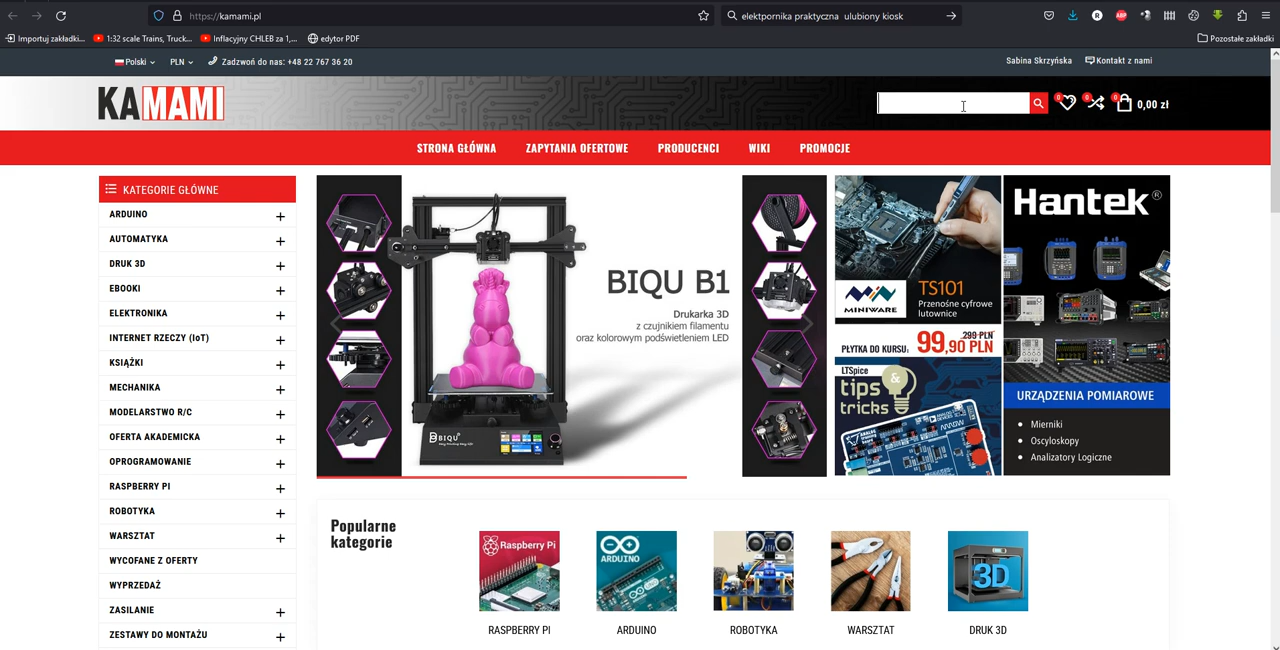 https://kamami.pl
elektpornika praktyczna ulubiony kiosk
Importuj zakładki...
1:32 scale Trains, Truck...
Inflacyjny CHLEB za 1,...
edytor PDF
Pozostałe zakładki
Polski
PLN
Zadzwoń do nas: +48 22 767 36 20
Sabina Skrzyńska
Kontakt z nami
KAMAMI
0
0
0
0,00 zł
STRONA GŁÓWNA
ZAPYTANIA OFERTOWE
PRODUCENCI
WIKI
PROMOCJE
KATEGORIE GŁÓWNE
ARDUINO
AUTOMATYKA
DRUK 3D
EBOOKI
ELEKTRONIKA
INTERNET RZECZY (IoT)
KSIĄŻKI
MECHANIKA
MODELARSTWO R/C
OFERTA AKADEMICKA
OPROGRAMOWANIE
RASPBERRY PI
ROBOTYKA
WARSZTAT
WYCOFANE Z OFERTY
WYPRZEDAŻ
ZASILANIE
ZESTAWY DO MONTAŻU
BIQU
BIQU B1
Drukarka 3D
z czujnikiem filamentu
oraz kolorowym podświetleniem LED
MINIWARE
TS101
Przenośne cyfrowe
lutownice
PŁYTKA DO KURSU:
299 PLN
99,90 PLN
LTSpice
tips & tricks
Hantek®
URZĄDZENIA POMIAROWE
Mierniki
Oscyloskopy
Analizatory Logiczne
Popularne
kategorie
Raspberry Pi
ARDUINO
3D
RASPBERRY PI
ARDUINO
ROBOTYKA
WARSZTAT
DRUK 3D